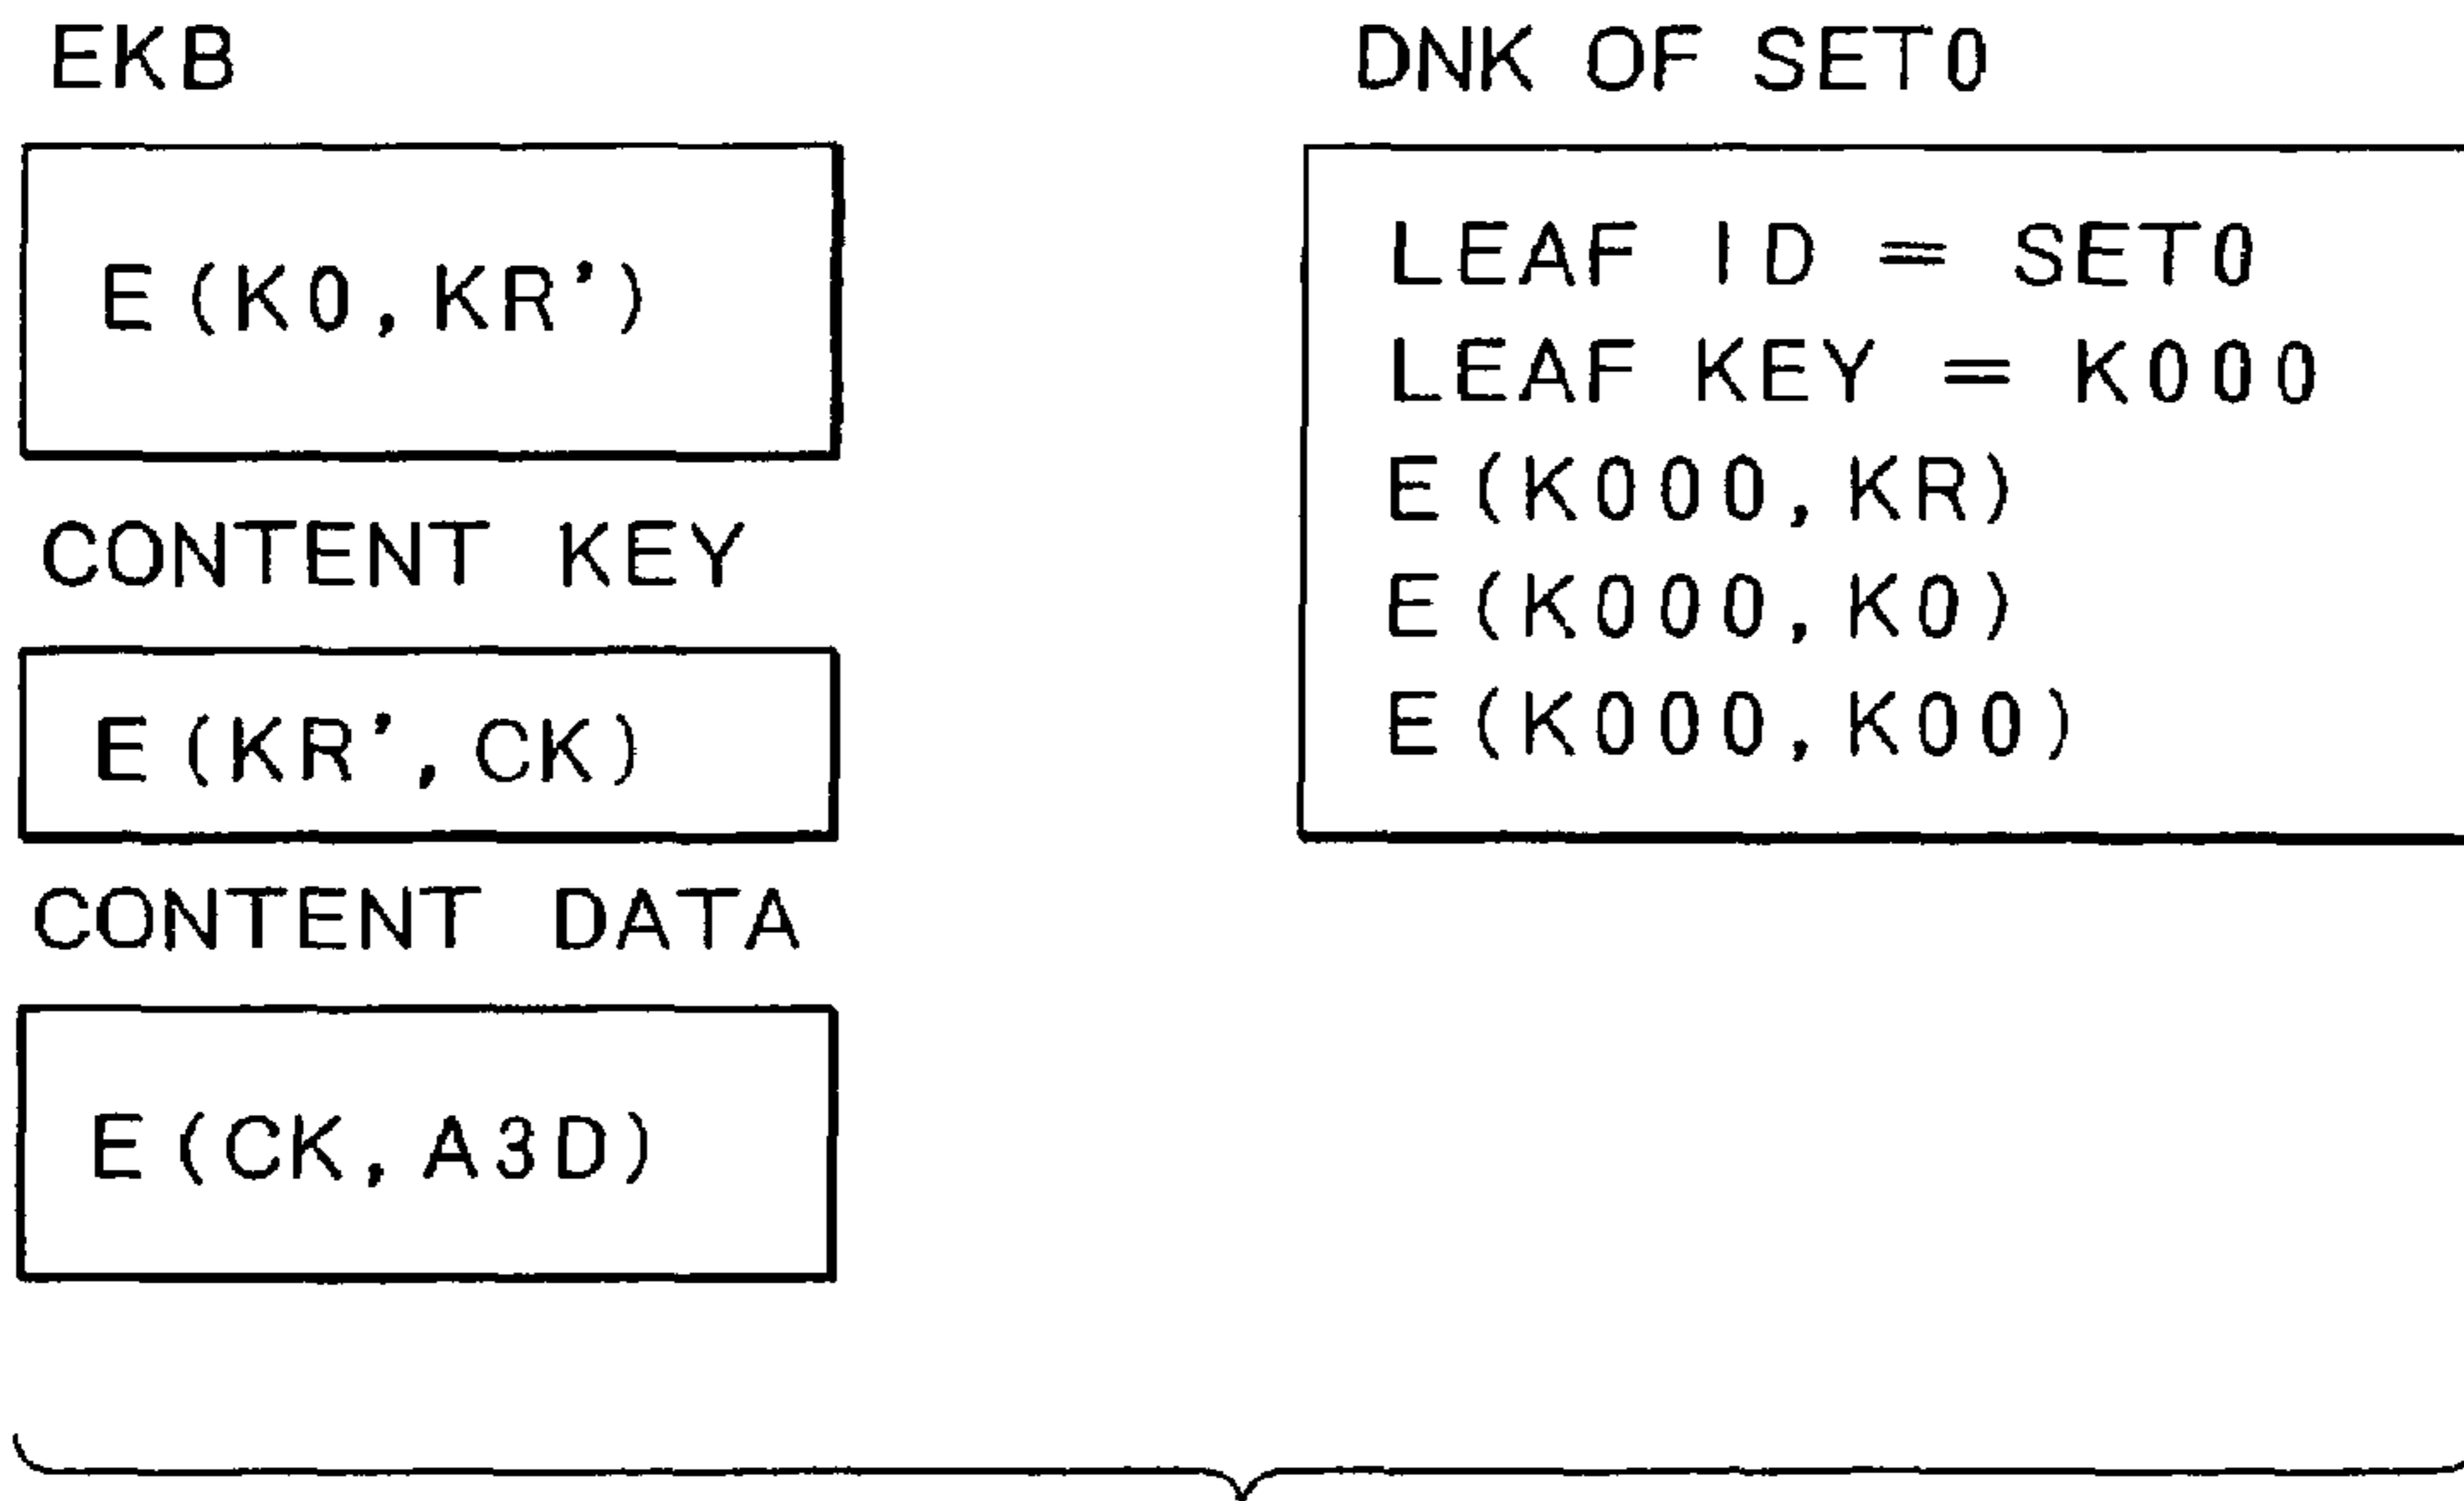 EKB
E(K0,KR')
CONTENT KEY
E(KR',CK)
CONTENT DATA
E(CK,A3D)
DNK OF SET0
LEAF ID = SET0
LEAF KEY = K000
E(K000,KR)
E(K000,K0)
E(K000,K00)